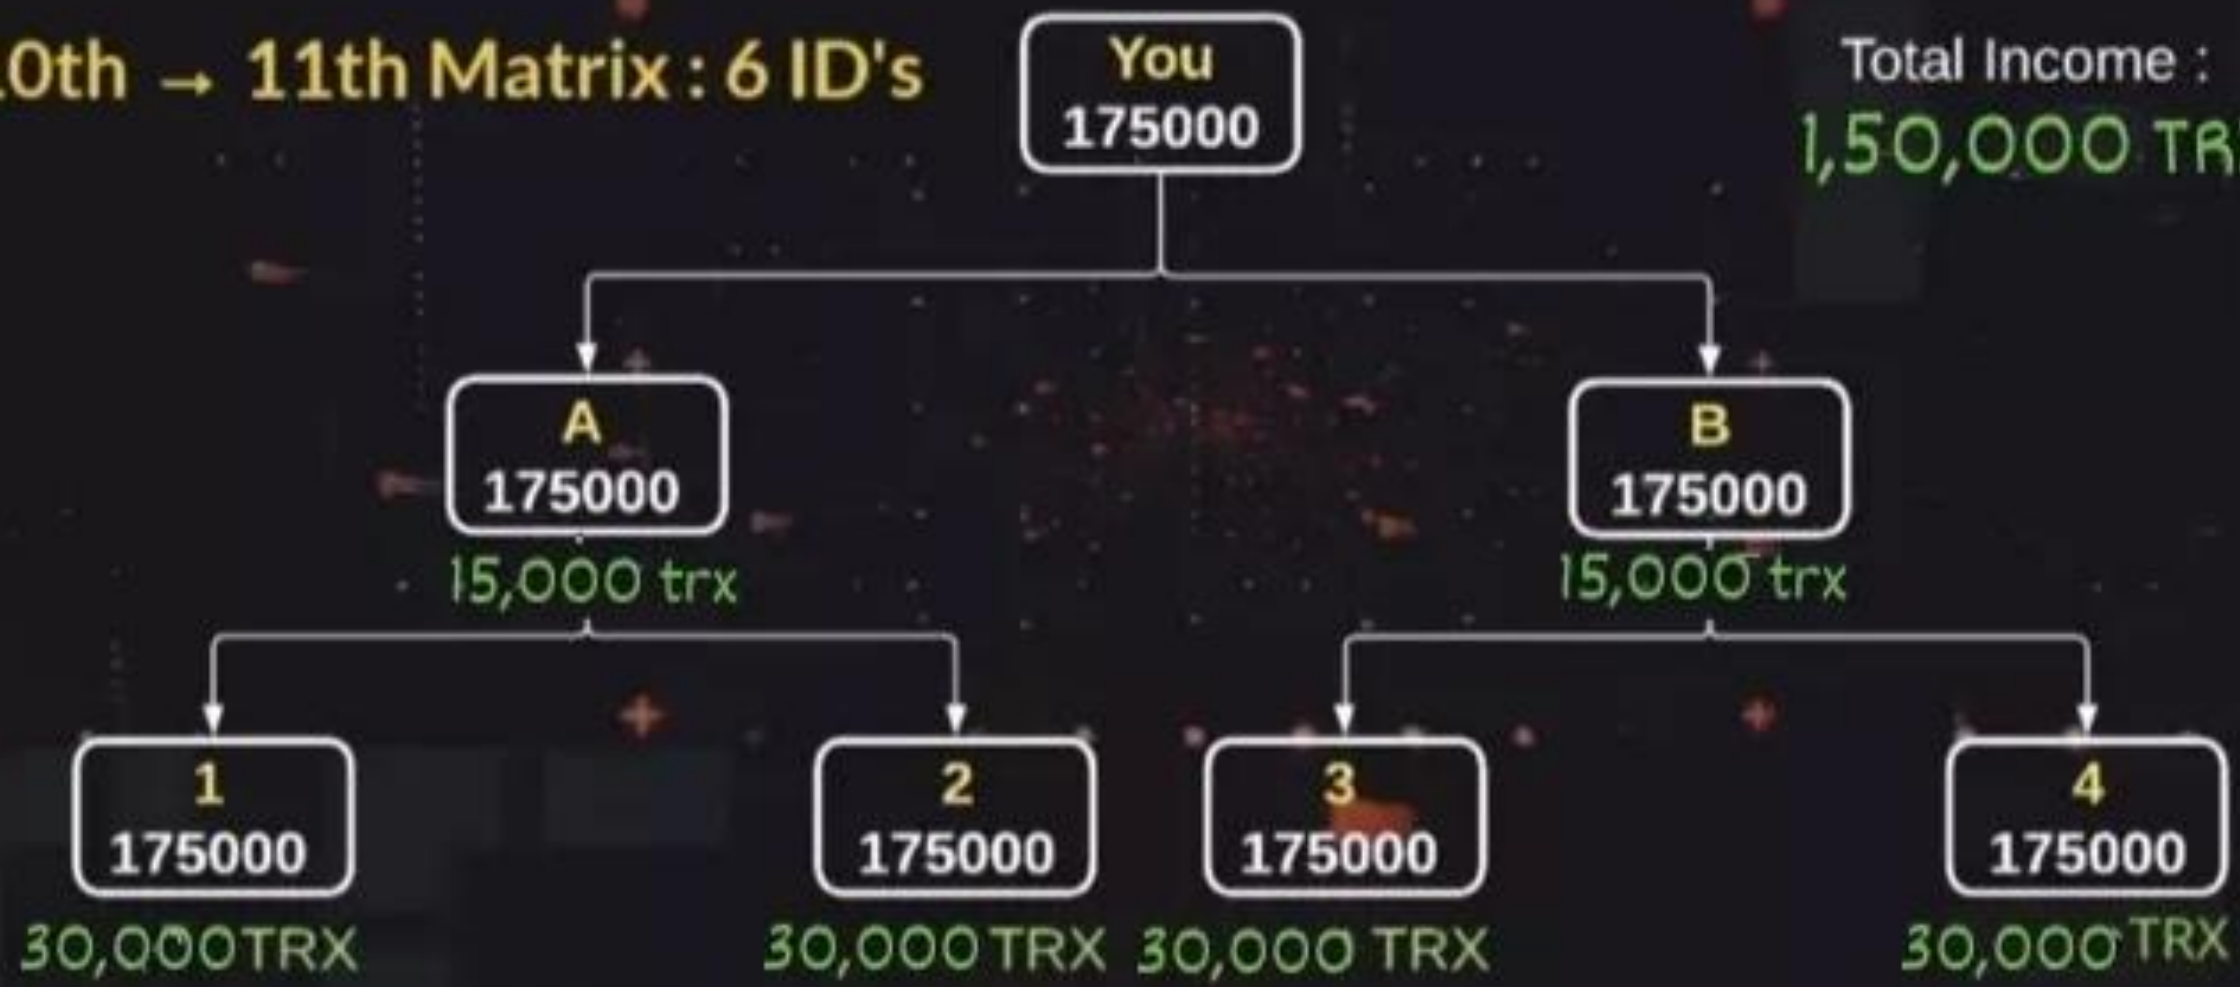 0th → 11th Matrix : 6 ID's
You
175000
Total Income :
1,50,000 TR
A
175000
15,000 trx
B
175000
15,000 trx
1
175000
30,000 TRX
2
175000
30,000 TRX
3
175000
30,000 TRX
4
175000
30,000 TRX